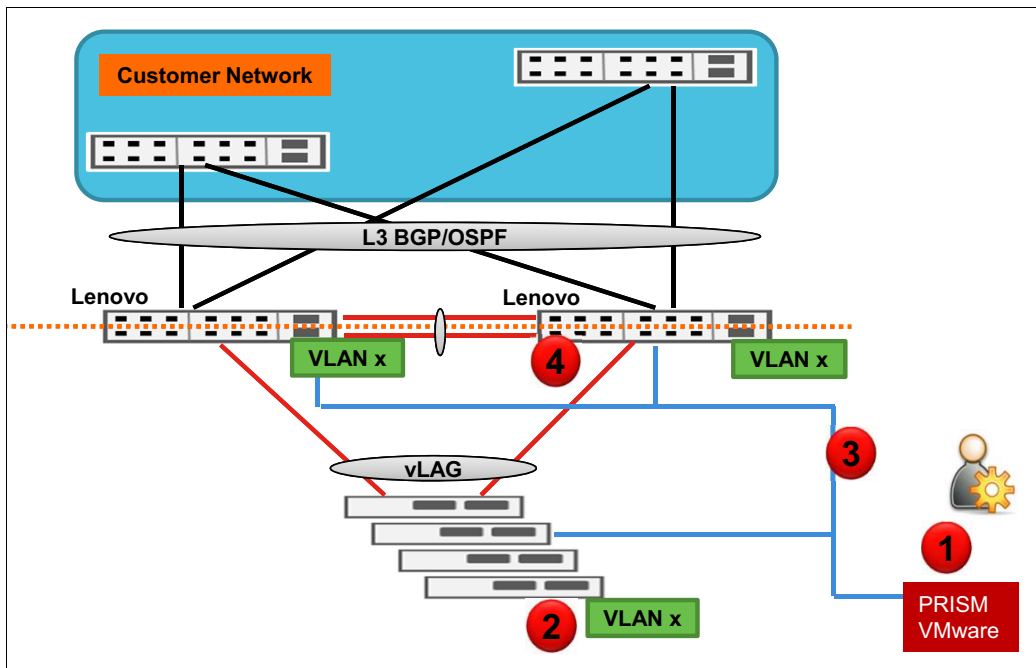 Customer Network
L3 BGP/OSPF
Lenovo
Lenovo
VLAN x
4
VLAN x
3
vLAG
1
2
VLAN x
PRISM
VMware